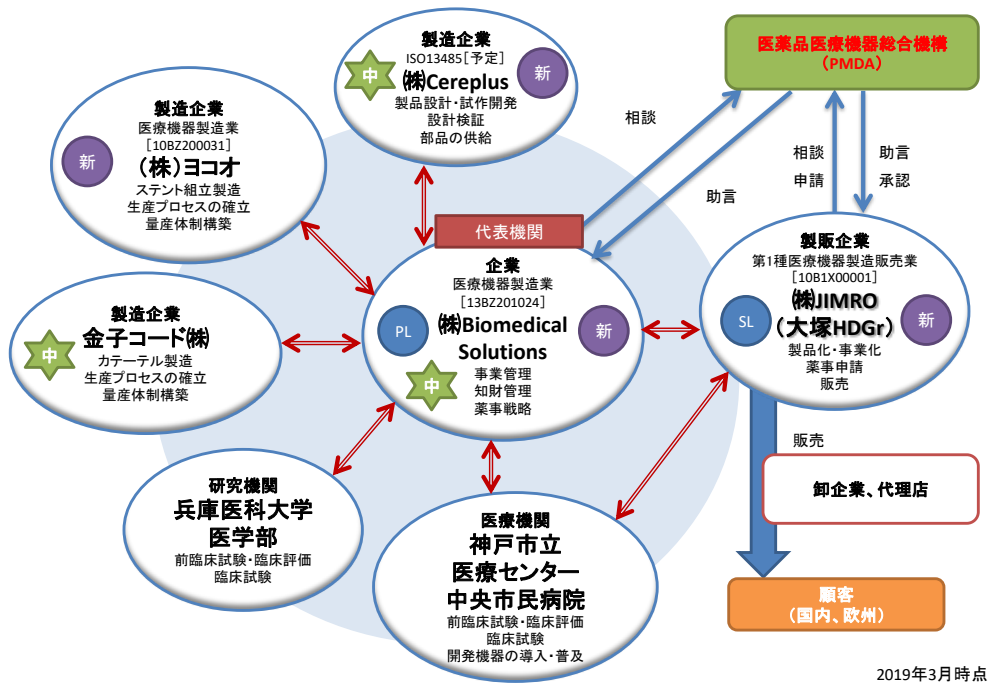 製造企業
ISO13485[予定]
㈱Cereplus
製品設計・試作開発
設計検証
部品の供給
中
新
医薬品医療機器総合機構
（PMDA）
製造企業
医療機器製造業
[10BZ200031]
（株）ヨコオ
ステント組立製造
生産プロセスの確立
量産体制構築
新
相談
助言
相談
申請
助言
承認
代表機関
企業
医療機器製造業
[13BZ201024]
㈱Biomedical
Solutions
事業管理
知財管理
薬事戦略
PL
新
中
製販企業
第1種医療機器製造販売業
[10B1X00001]
㈱JIMRO
（大塚HDGr）
製品化・事業化
薬事申請
販売
SL
新
製造企業
金子コード㈱
カテーテル製造
生産プロセスの確立
量産体制構築
中
販売
卸企業、代理店
研究機関
兵庫医科大学
医学部
前臨床試験・臨床評価
臨床試験
医療機関
神戸市立
医療センター
中央市民病院
前臨床試験・臨床評価
臨床試験
開発機器の導入・普及
顧客
（国内、欧州）
2019年3月時点